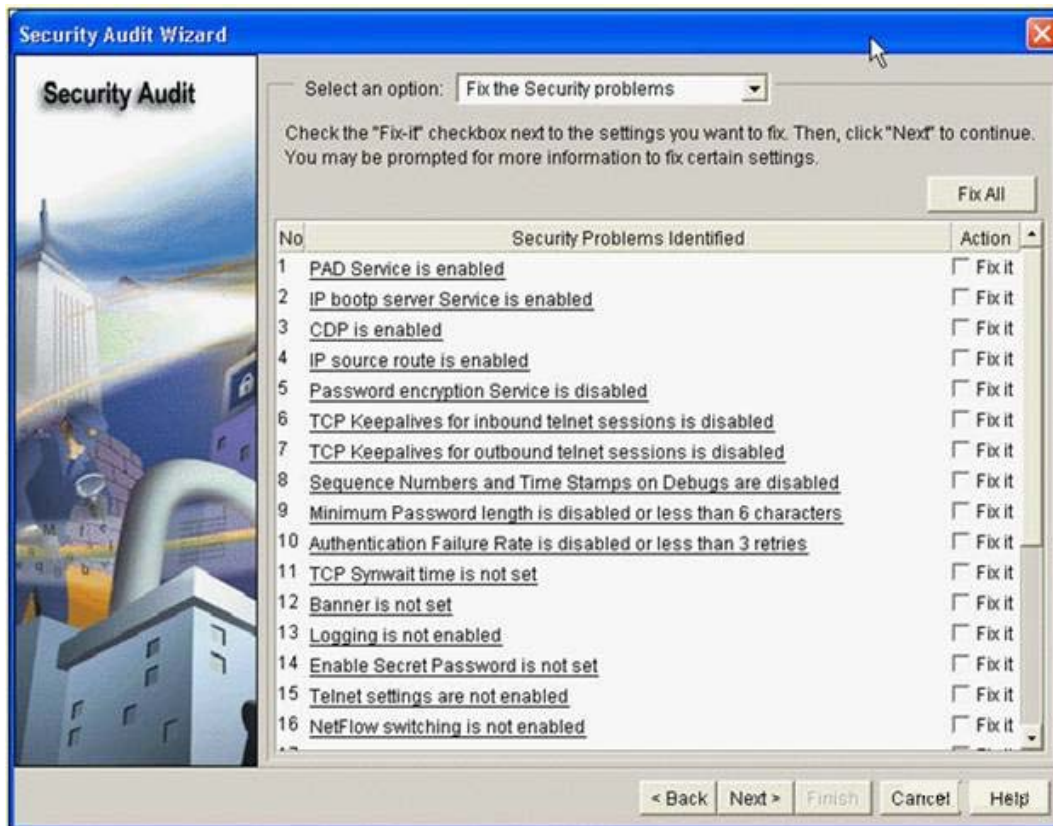 Security Audit Wizard
Security Audit
Select an option: Fix the Security problems
Check the "Fix-it" checkbox next to the settings you want to fix. Then, click "Next" to continue.
You may be prompted for more information to fix certain settings.
Fix All
No Security Problems Identified Action
1 PAD Service is enabled Fix it
2 IP bootp server Service is enabled Fix it
3 CDP is enabled Fix it
4 IP source route is enabled Fix it
5 Password encryption Service is disabled Fix it
6 TCP Keepalives for inbound telnet sessions is disabled Fix it
7 TCP Keepalives for outbound telnet sessions is disabled Fix it
8 Sequence Numbers and Time Stamps on Debugs are disabled Fix it
9 Minimum Password length is disabled or less than 6 characters Fix it
10 Authentication Failure Rate is disabled or less than 3 retries Fix it
11 TCP Synwait time is not set Fix it
12 Banner is not set Fix it
13 Logging is not enabled Fix it
14 Enable Secret Password is not set Fix it
15 Telnet settings are not enabled Fix it
16 NetFlow switching is not enabled Fix it
< Back Next > Finish Cancel Help